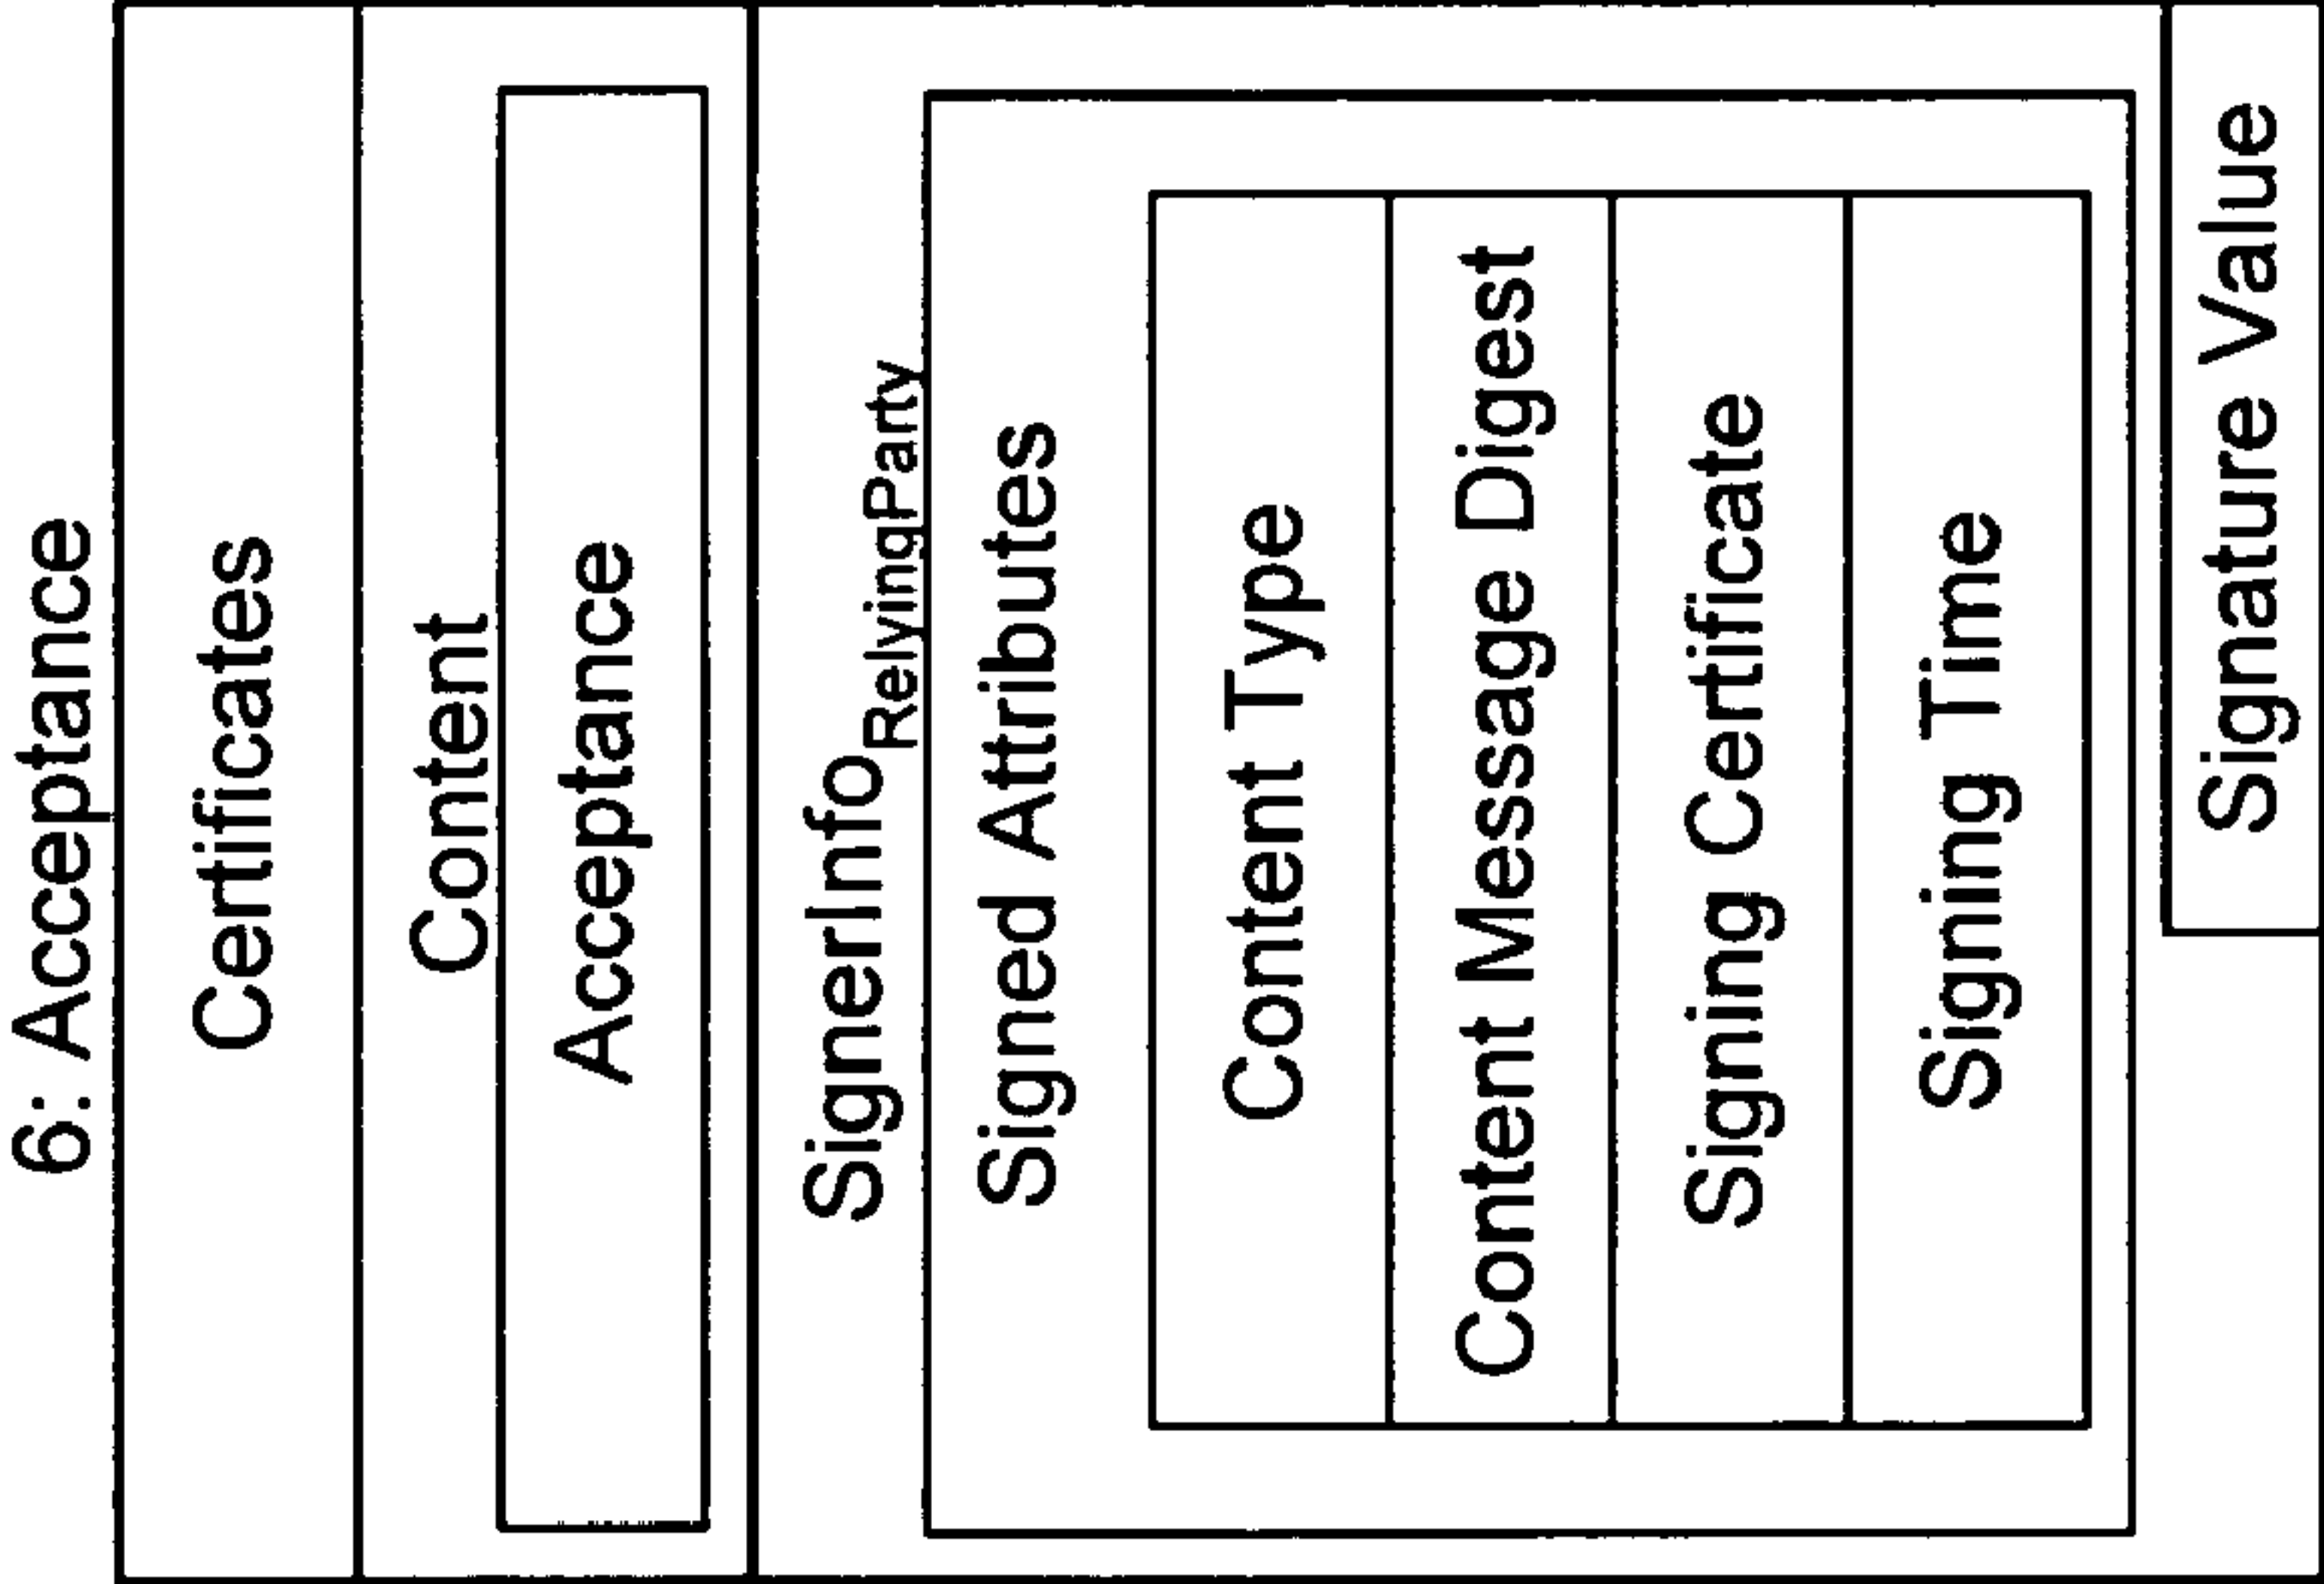 6: Acceptance
Certificates
Content
Acceptance
SignerInfoRelyingParty
Signed Attributes
Content Type
Content Message Digest
Signing Certificate
Signing Time
Signature Value